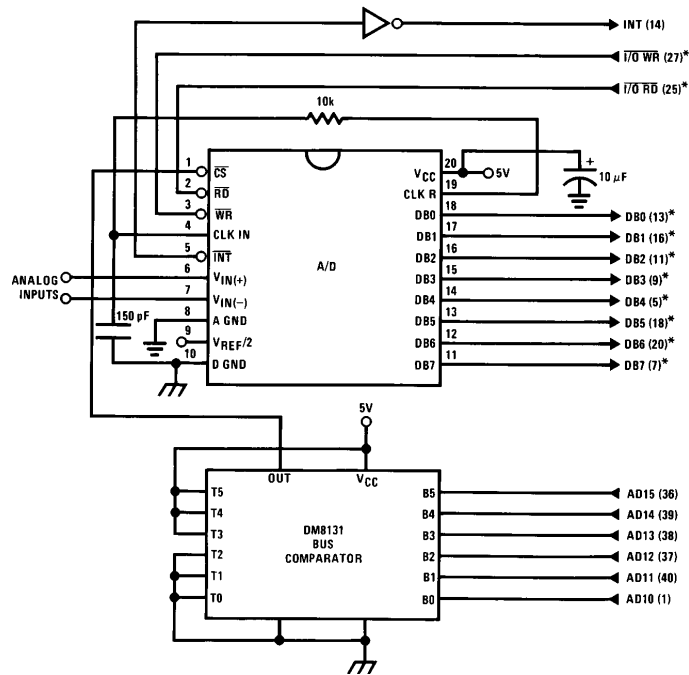 INT (14)
I/O WR (27)*
I/O RD (25)*
10k
1
CS
2
RD
3
WR
4
CLK IN
5
INT
6
VIN(+)
7
VIN(−)
8
A GND
9
VREF/2
10
D GND
ANALOG
INPUTS
150 pF
A/D
VCC
20
5V
+
10 µF
CLK R
19
DB0
18
DB0 (13)*
DB1
17
DB1 (16)*
DB2
16
DB2 (11)*
DB3
15
DB3 (9)*
DB4
14
DB4 (5)*
DB5
13
DB5 (18)*
DB6
12
DB6 (20)*
DB7
11
DB7 (7)*
5V
OUT
VCC
T5
T4
T3
T2
T1
T0
DM8131
BUS
COMPARATOR
B5
AD15 (36)
B4
AD14 (39)
B3
AD13 (38)
B2
AD12 (37)
B1
AD11 (40)
B0
AD10 (1)